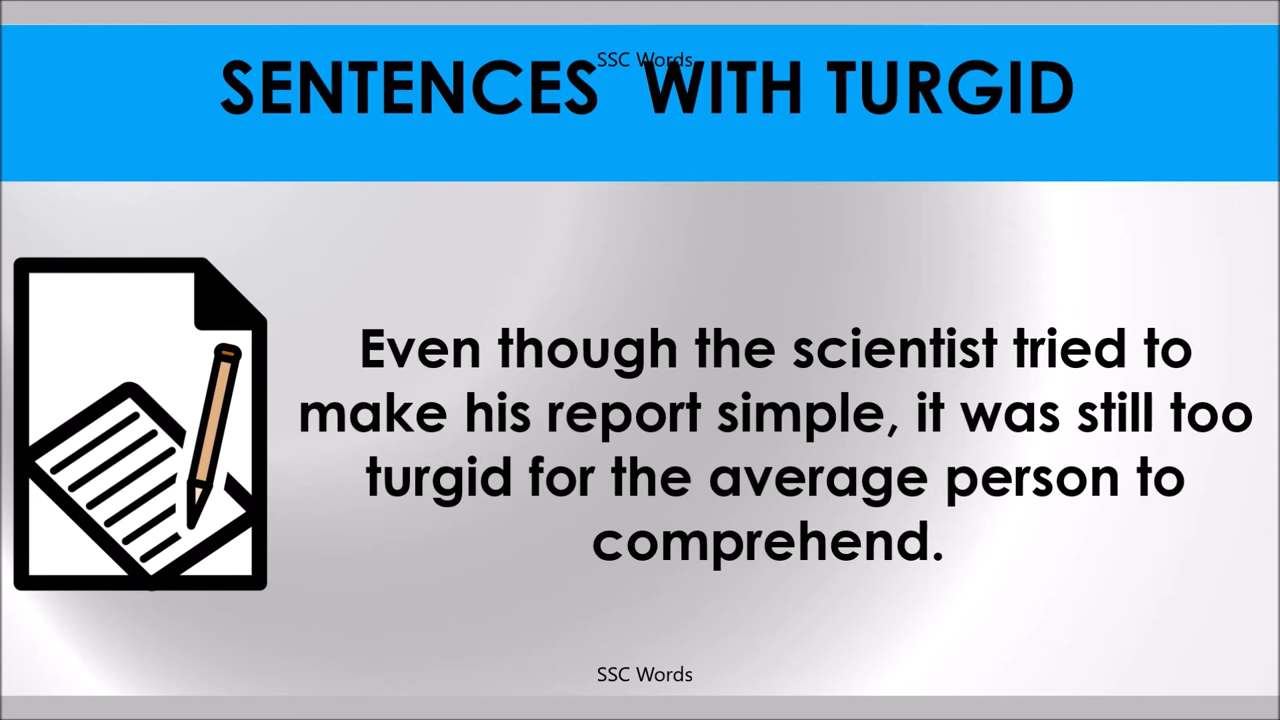 SSC Words
SENTENCES WITH TURGID
Even though the scientist tried to
make his report simple, it was still too
turgid for the average person to
comprehend.
SSC Words